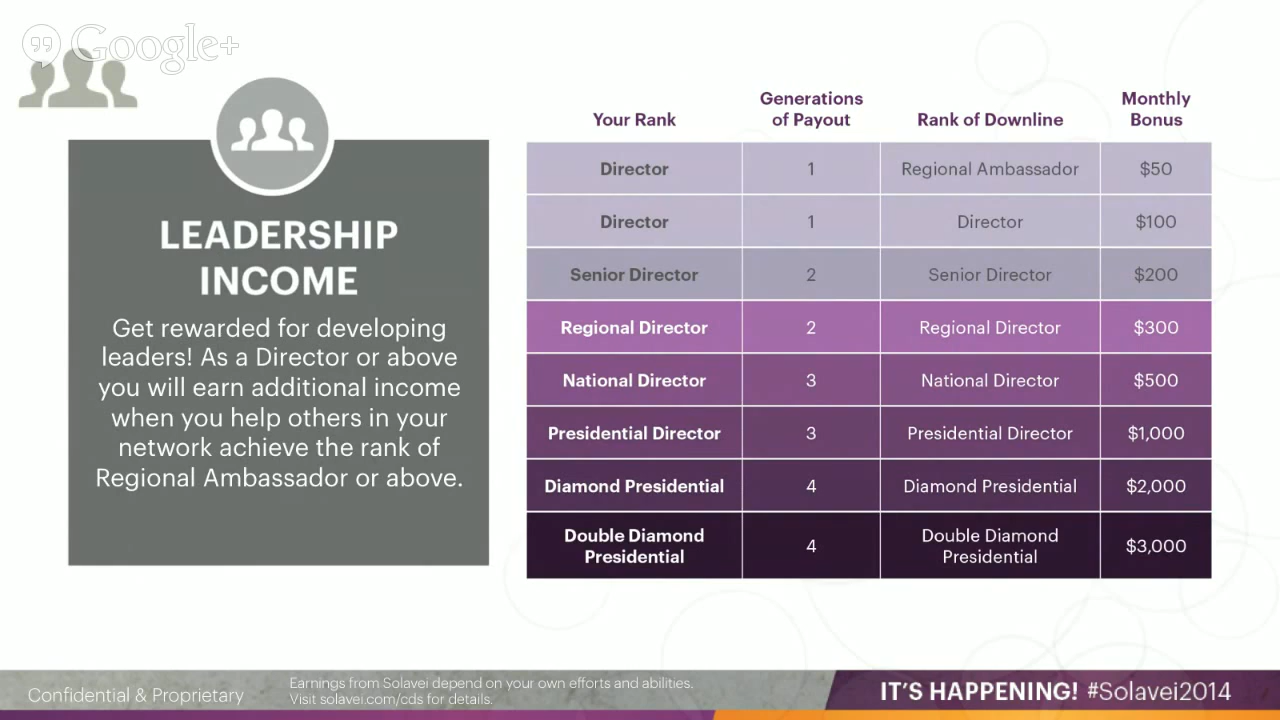 Google+
LEADERSHIP
INCOME
Get rewarded for developing
leaders! As a Director or above
you will earn additional income
when you help others in your
network achieve the rank of
Regional Ambassador or above.
Your Rank Generations of Payout Rank of Downline Monthly Bonus
Director 1 Regional Ambassador $50
Director 1 Director $100
Senior Director 2 Senior Director $200
Regional Director 2 Regional Director $300
National Director 3 National Director $500
Presidential Director 3 Presidential Director $1,000
Diamond Presidential 4 Diamond Presidential $2,000
Double Diamond Presidential 4 Double Diamond Presidential $3,000
Confidential & Proprietary
Earnings from Solavei depend on your own efforts and abilities.
Visit solavei.com/cds for details.
IT'S HAPPENING! #Solavei2014